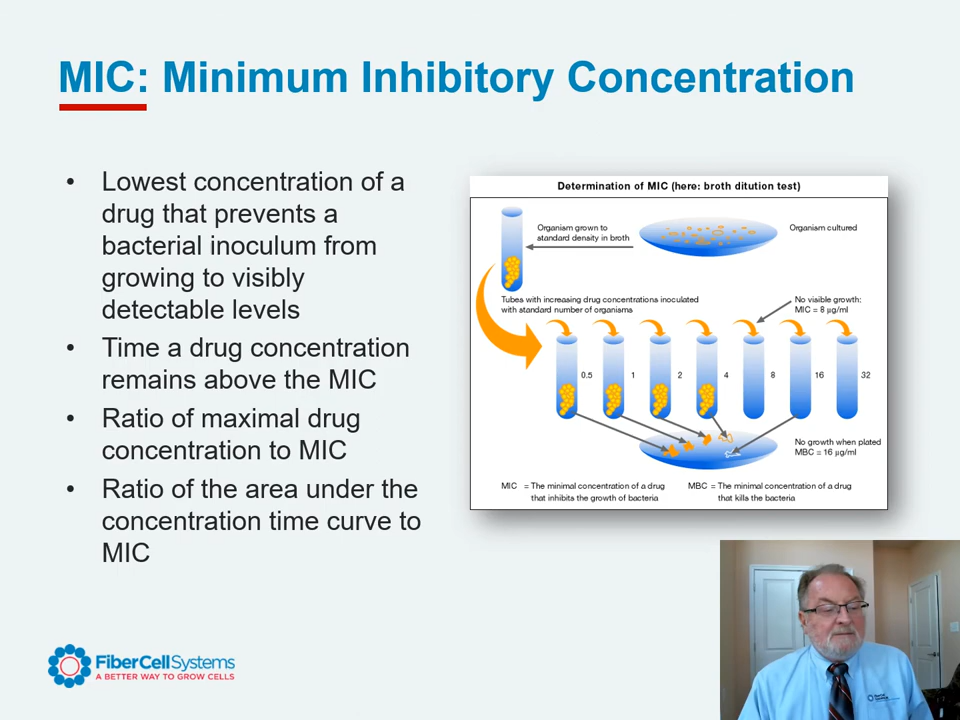 MIC: Minimum Inhibitory Concentration
• Lowest concentration of a
drug that prevents a
bacterial inoculum from
growing to visibly
detectable levels
• Time a drug concentration
remains above the MIC
• Ratio of maximal drug
concentration to MIC
• Ratio of the area under the
concentration time curve to
MIC
Determination of MIC (here: broth ditution test)
Organism grown to
standard density in broth
Organism cultured
Tubes with increasing drug concentrations inoculated
with standard number of organisms
No visible growth:
MIC = 8 µg/ml
0.5 1 2 4 8 16 32
No growth when plated
MBC = 16 µg/ml
MIC = The minimal concentration of a drug
that inhibits the growth of bacteria
MBC = The minimal concentration of a drug
that kills the bacteria
FiberCellSystems
A BETTER WAY TO GROW CELLS